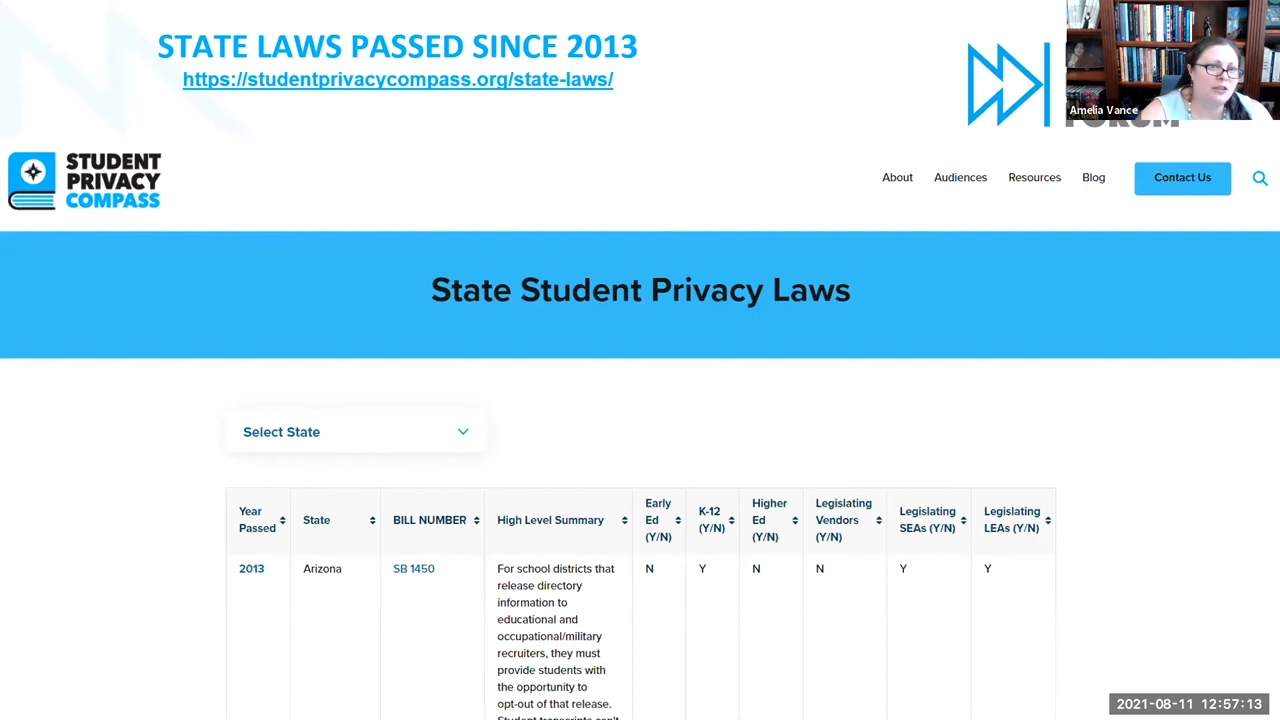 STATE LAWS PASSED SINCE 2013
https://studentprivacycompass.org/state-laws/
Amelia Vance
FORUM
STUDENT
PRIVACY
COMPASS
About
Audiences
Resources
Blog
Contact Us
State Student Privacy Laws
Select State
Year
Passed
State
BILL NUMBER
High Level Summary
Early
Ed
(Y/N)
K-12
(Y/N)
Higher
Ed
(Y/N)
Legislating
Vendors
(Y/N)
Legislating
SEAs (Y/N)
Legislating
LEAs (Y/N)
2013
Arizona
SB 1450
For school districts that
release directory
information to
educational and
occupational/military
recruiters, they must
provide students with
the opportunity to
opt-out of that release.
Student transcripts can't
N
Y
N
N
Y
Y
2021-08-11 12:57:13